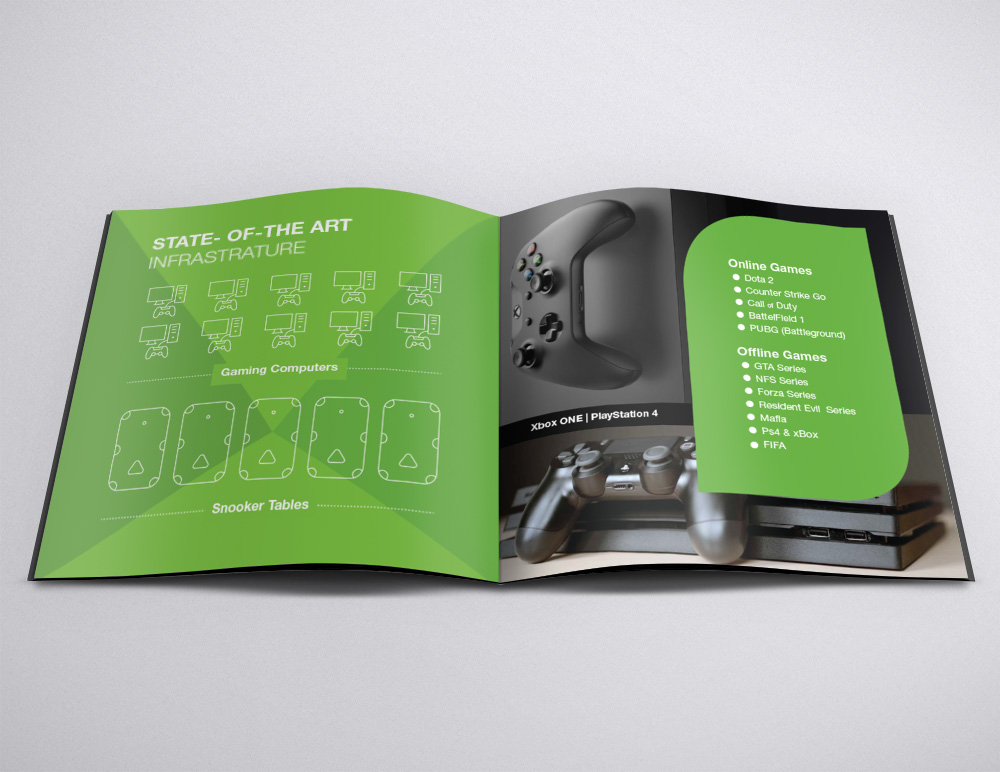 STATE- OF-THE ART
INFRASTRATURE
Gaming Computers
Snooker Tables
Xbox ONE | PlayStation 4
Online Games
Dota 2
Counter Strike Go
Call of Duty
BattelField 1
PUBG (Battleground)
Offline Games
GTA Series
NFS Series
Forza Series
Resident Evil Series
Mafia
Ps4 & xBox
FIFA